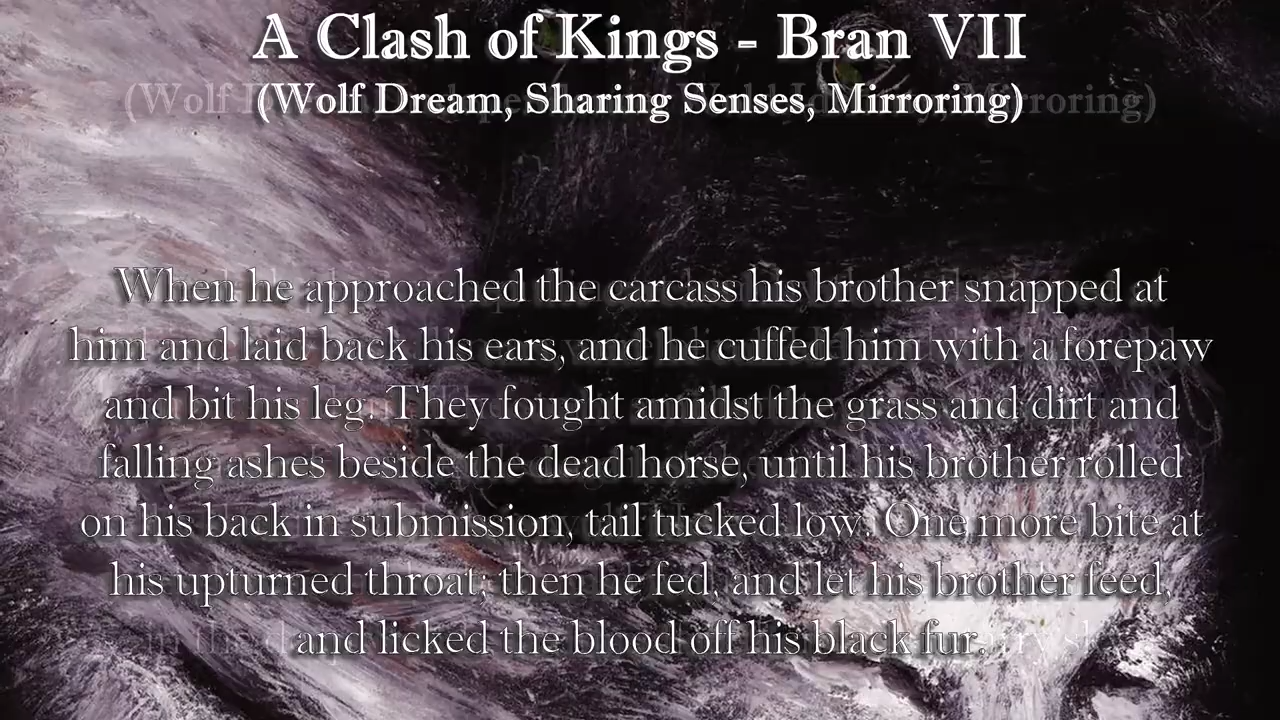 A Clash of Kings - Bran VII
(Wolf Dream, Sharing Senses, Mirroring)
When he approached the carcass his brother snapped at
him and laid back his ears, and he cuffed him with a forepaw
and bit his leg. They fought amidst the grass and dirt and
falling ashes beside the dead horse, until his brother rolled
on his back in submission, tail tucked low. One more bite at
his upturned throat; then he fed, and let his brother feed,
and licked the blood off his black fur.